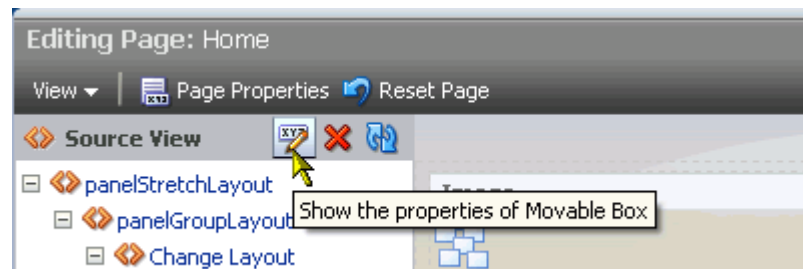 Editing Page: Home
View Page Properties Reset Page
Source View
panelStretchLayout
Show the properties of Movable Box
panelGroupLayout
Change Layout